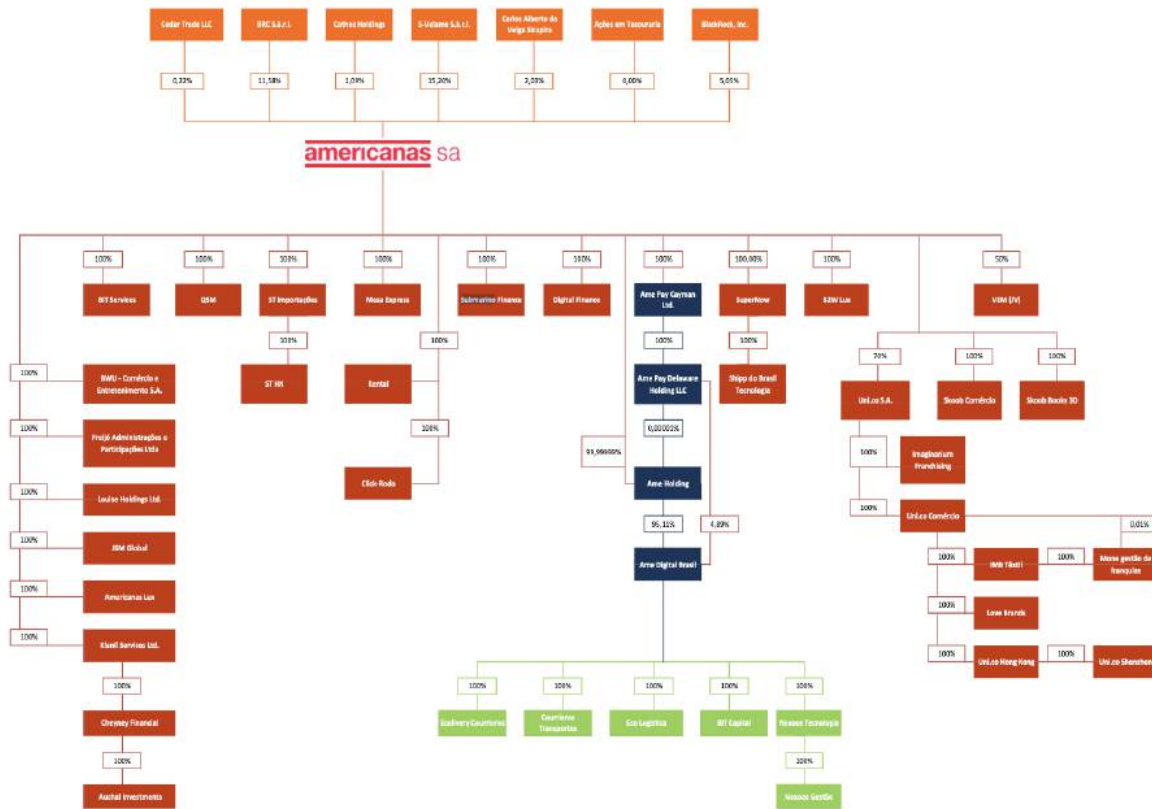 Cedar Trade LLC
BRC S.à.r.l.
Cathos Holdings
S-Velame S.à.r.l.
Carlos Alberto da
Veiga Sicupira
Ações em Tesouraria
BlackRock, Inc.
0,22%
11,58%
1,09%
15,20%
2,03%
0,00%
5,05%
americanas sa
100%
100%
100%
100%
100%
100%
100%
100,00%
100%
50%
BIT Services
QSM
ST Importações
Mesa Express
Submarino Finance
Digital Finance
Ame Pay Cayman
Ltd.
SuperNow
B2W Lux
VEM (JV)
100%
100%
100%
100%
70%
100%
100%
100%
BWU - Comércio e
Entretenimento S.A.
ST HK
Rental
Ame Pay Delaware
Holding LLC
Shipp do Brasil
Tecnologia
Uni.co S.A.
Skoob Comércio
Skoob Books 3D
100%
100%
0,00001%
99,99999%
100%
Freijó Administrações e
Participações Ltda
Imaginarium
Franchising
100%
Click-Rodo
Ame Holding
100%
Louise Holdings Ltd.
Uni.co Comércio
100%
95,11%
4,89%
0,01%
JSM Global
Ame Digital Brasil
100%
IMB Têxtil
100%
Mono gestão de
franquias
100%
Americanas Lux
100%
Love Brands
100%
Klanil Services Ltd.
100%
Uni.co Hong Kong
100%
Uni.co Shenzhen
100%
100%
100%
100%
100%
100%
Cheyney Financial
Courrieros
Transportes
Eco Logística
BIT Capital
Nexoos Tecnologia
100%
100%
Auchal Investments
Nexoos Gestão